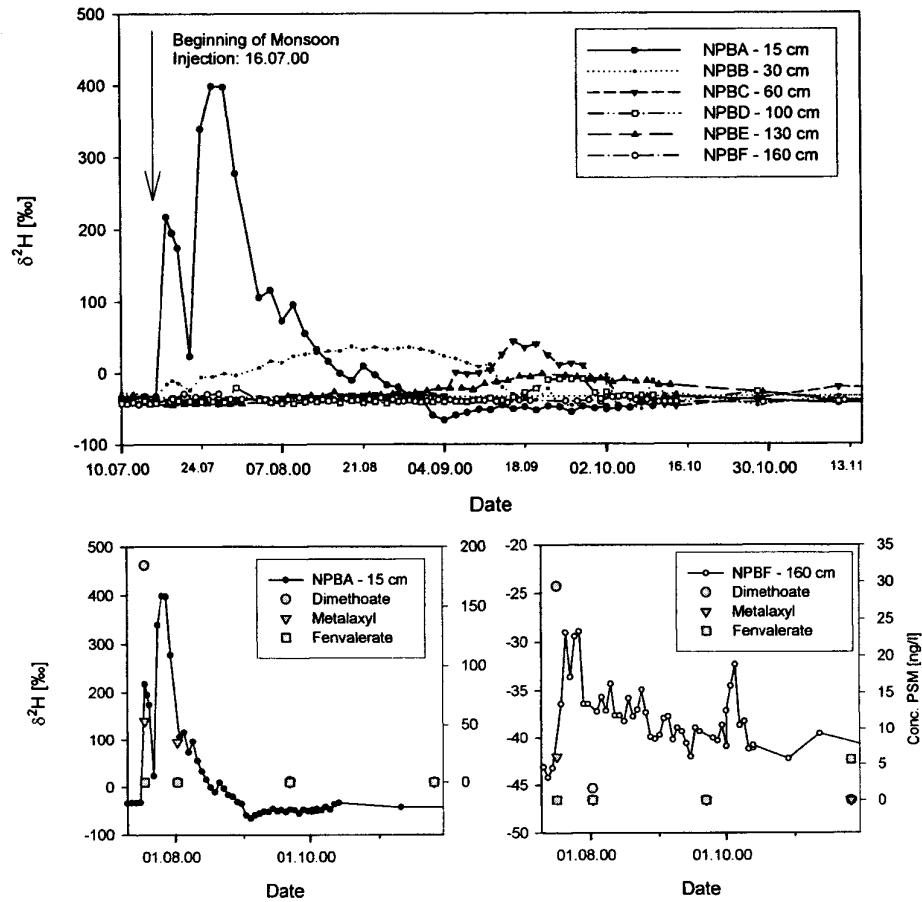 500
400
300
200
100
0
-100
δ²H [‰]
Beginning of Monsoon
Injection: 16.07.00
NPBA - 15 cm
NPBB - 30 cm
NPBC - 60 cm
NPBD - 100 cm
NPBE - 130 cm
NPBF - 160 cm
10.07.00 24.07 07.08.00 21.08 04.09.00 18.09 02.10.00 16.10 30.10.00 13.11
Date
500
400
300
200
100
0
-100
δ²H [‰]
NPBA - 15 cm
Dimethoate
Metalaxyl
Fenvalerate
200
150
100
50
0
01.08.00 01.10.00
Date
-20
-25
-30
-35
-40
-45
-50
NPBF - 160 cm
Dimethoate
Metalaxyl
Fenvalerate
35
30
25
20
15
10
5
0
Conc. PSM [ng/l]
01.08.00 01.10.00
Date